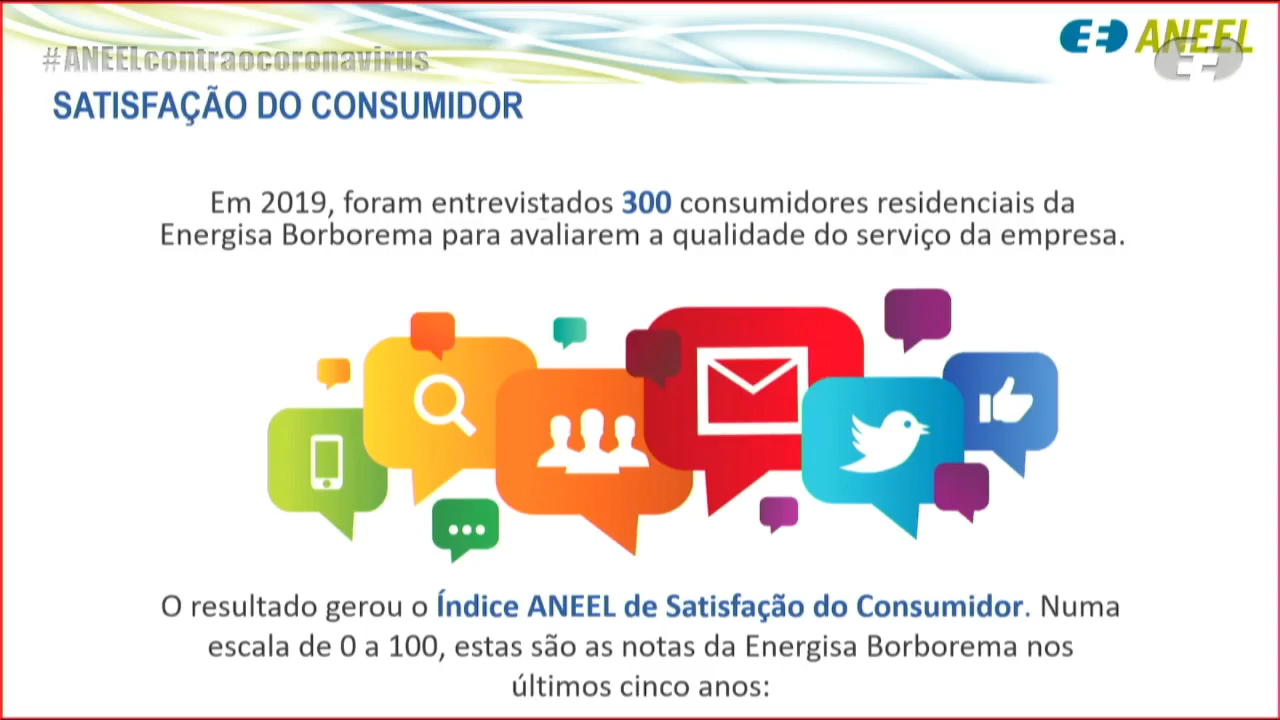 #ANEELcontraocoronavirus
ANEEL
SATISFAÇÃO DO CONSUMIDOR
Em 2019, foram entrevistados 300 consumidores residenciais da
Energisa Borborema para avaliarem a qualidade do serviço da empresa.
O resultado gerou o Índice ANEEL de Satisfação do Consumidor. Numa
escala de 0 a 100, estas são as notas da Energisa Borborema nos
últimos cinco anos: